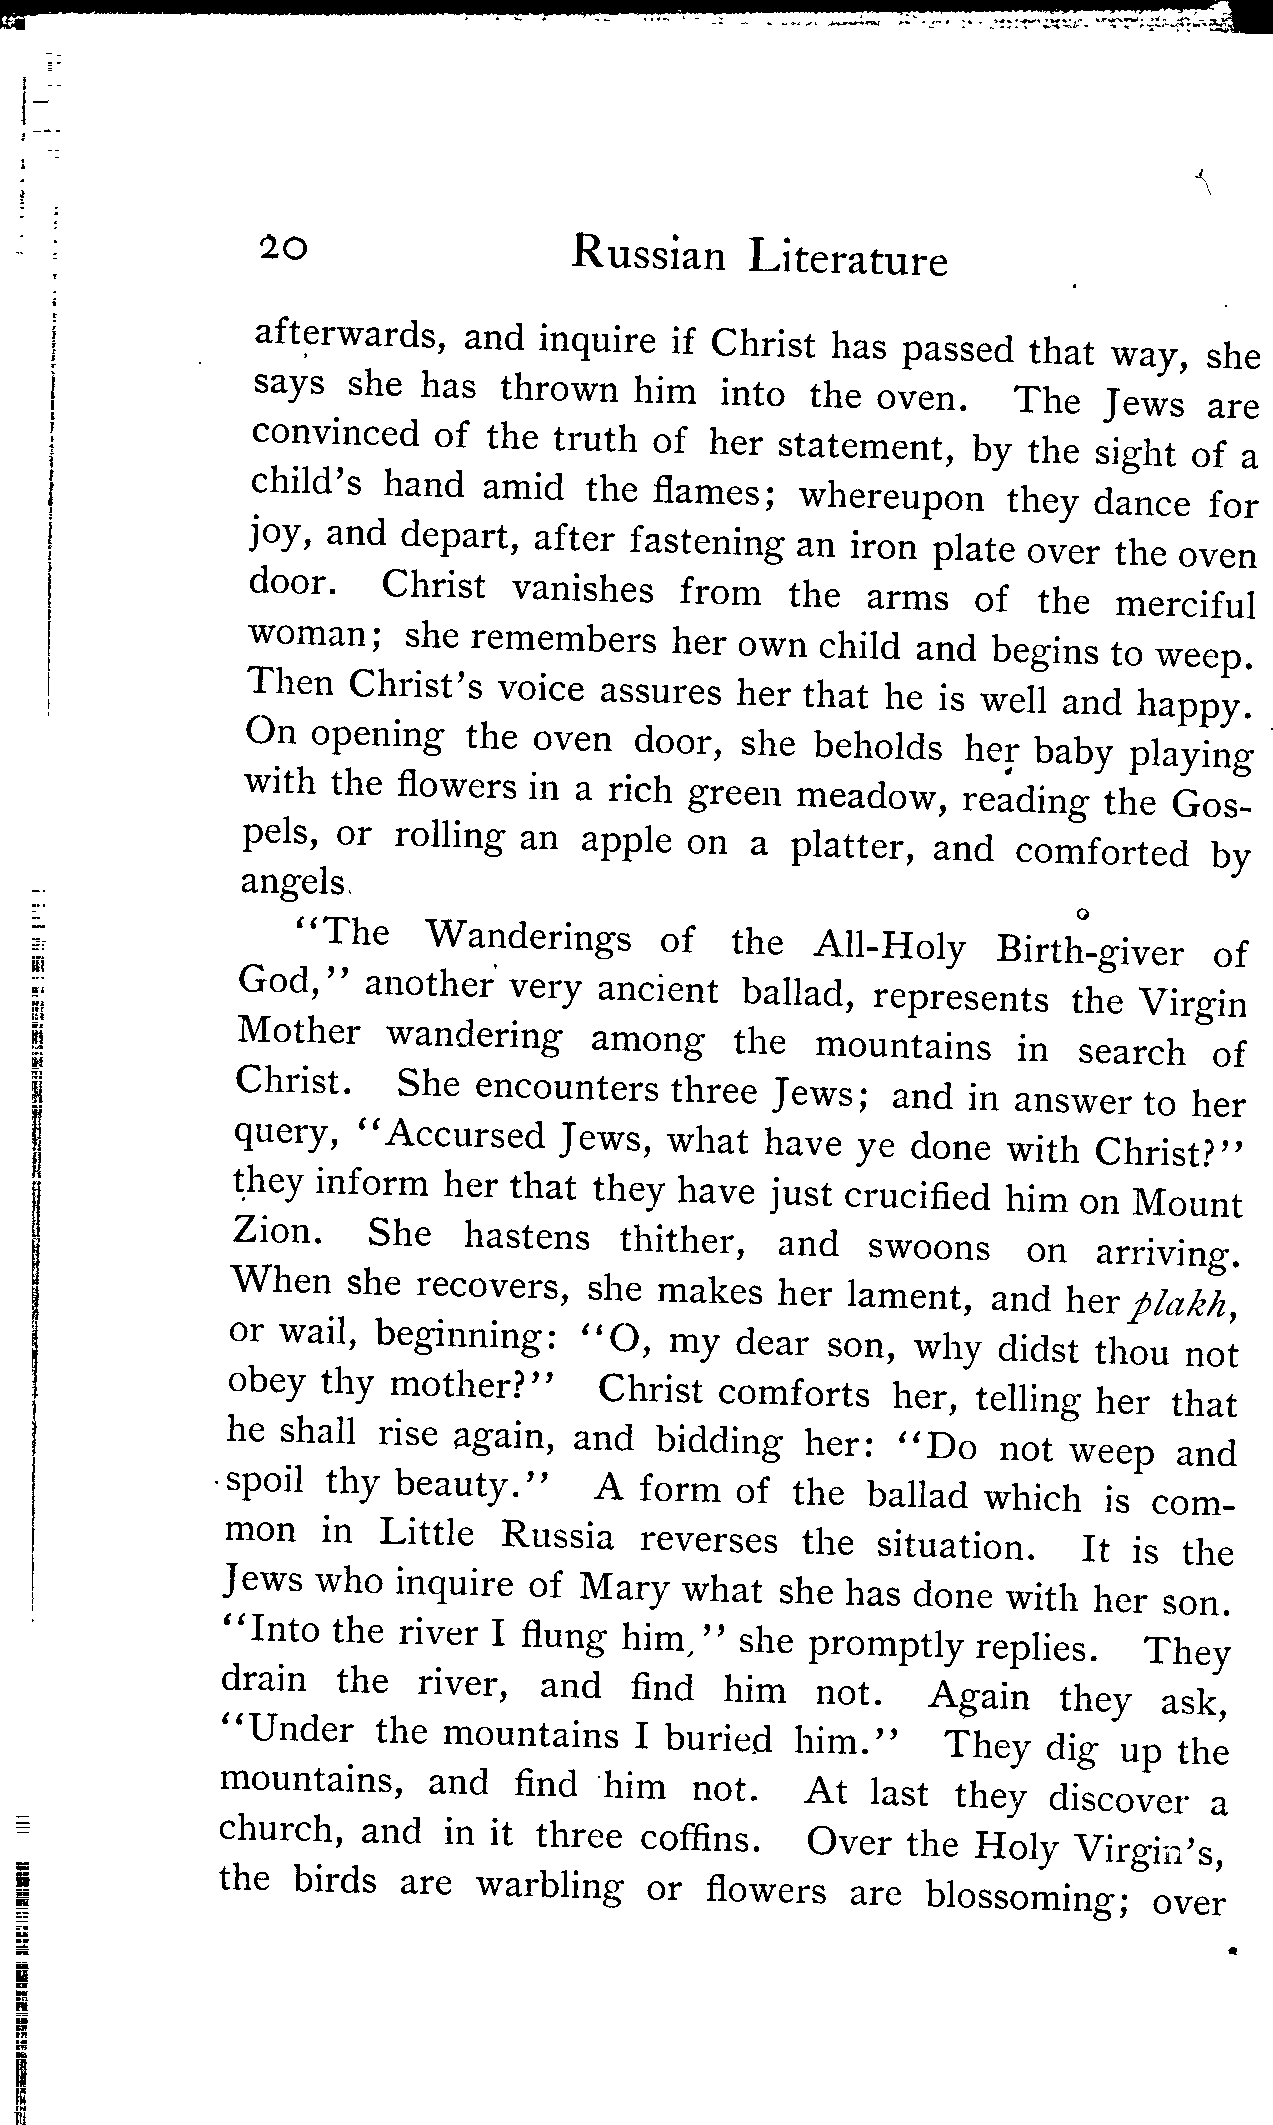 20 Russian Literature
afterwards, and inquire if Christ has passed that way, she
says she has thrown him into the oven. The Jews are
convinced of the truth of her statement, by the sight of a
child's hand amid the flames; whereupon they dance for
joy, and depart, after fastening an iron plate over the oven
door. Christ vanishes from the arms of the merciful
woman; she remembers her own child and begins to weep.
Then Christ's voice assures her that he is well and happy.
On opening the oven door, she beholds her baby playing
with the flowers in a rich green meadow, reading the Gos-
pels, or rolling an apple on a platter, and comforted by
angels.
"The Wanderings of the All-Holy Birth-giver of
God," another very ancient ballad, represents the Virgin
Mother wandering among the mountains in search of
Christ. She encounters three Jews; and in answer to her
query, "Accursed Jews, what have ye done with Christ?"
they inform her that they have just crucified him on Mount
Zion. She hastens thither, and swoons on arriving.
When she recovers, she makes her lament, and her plakh,
or wail, beginning: "O, my dear son, why didst thou not
obey thy mother?" Christ comforts her, telling her that
he shall rise again, and bidding her: "Do not weep and
spoil thy beauty." A form of the ballad which is com-
mon in Little Russia reverses the situation. It is the
Jews who inquire of Mary what she has done with her son.
"Into the river I flung him," she promptly replies. They
drain the river, and find him not. Again they ask,
"Under the mountains I buried him." They dig up the
mountains, and find him not. At last they discover a
church, and in it three coffins. Over the Holy Virgin's,
the birds are warbling or flowers are blossoming; over